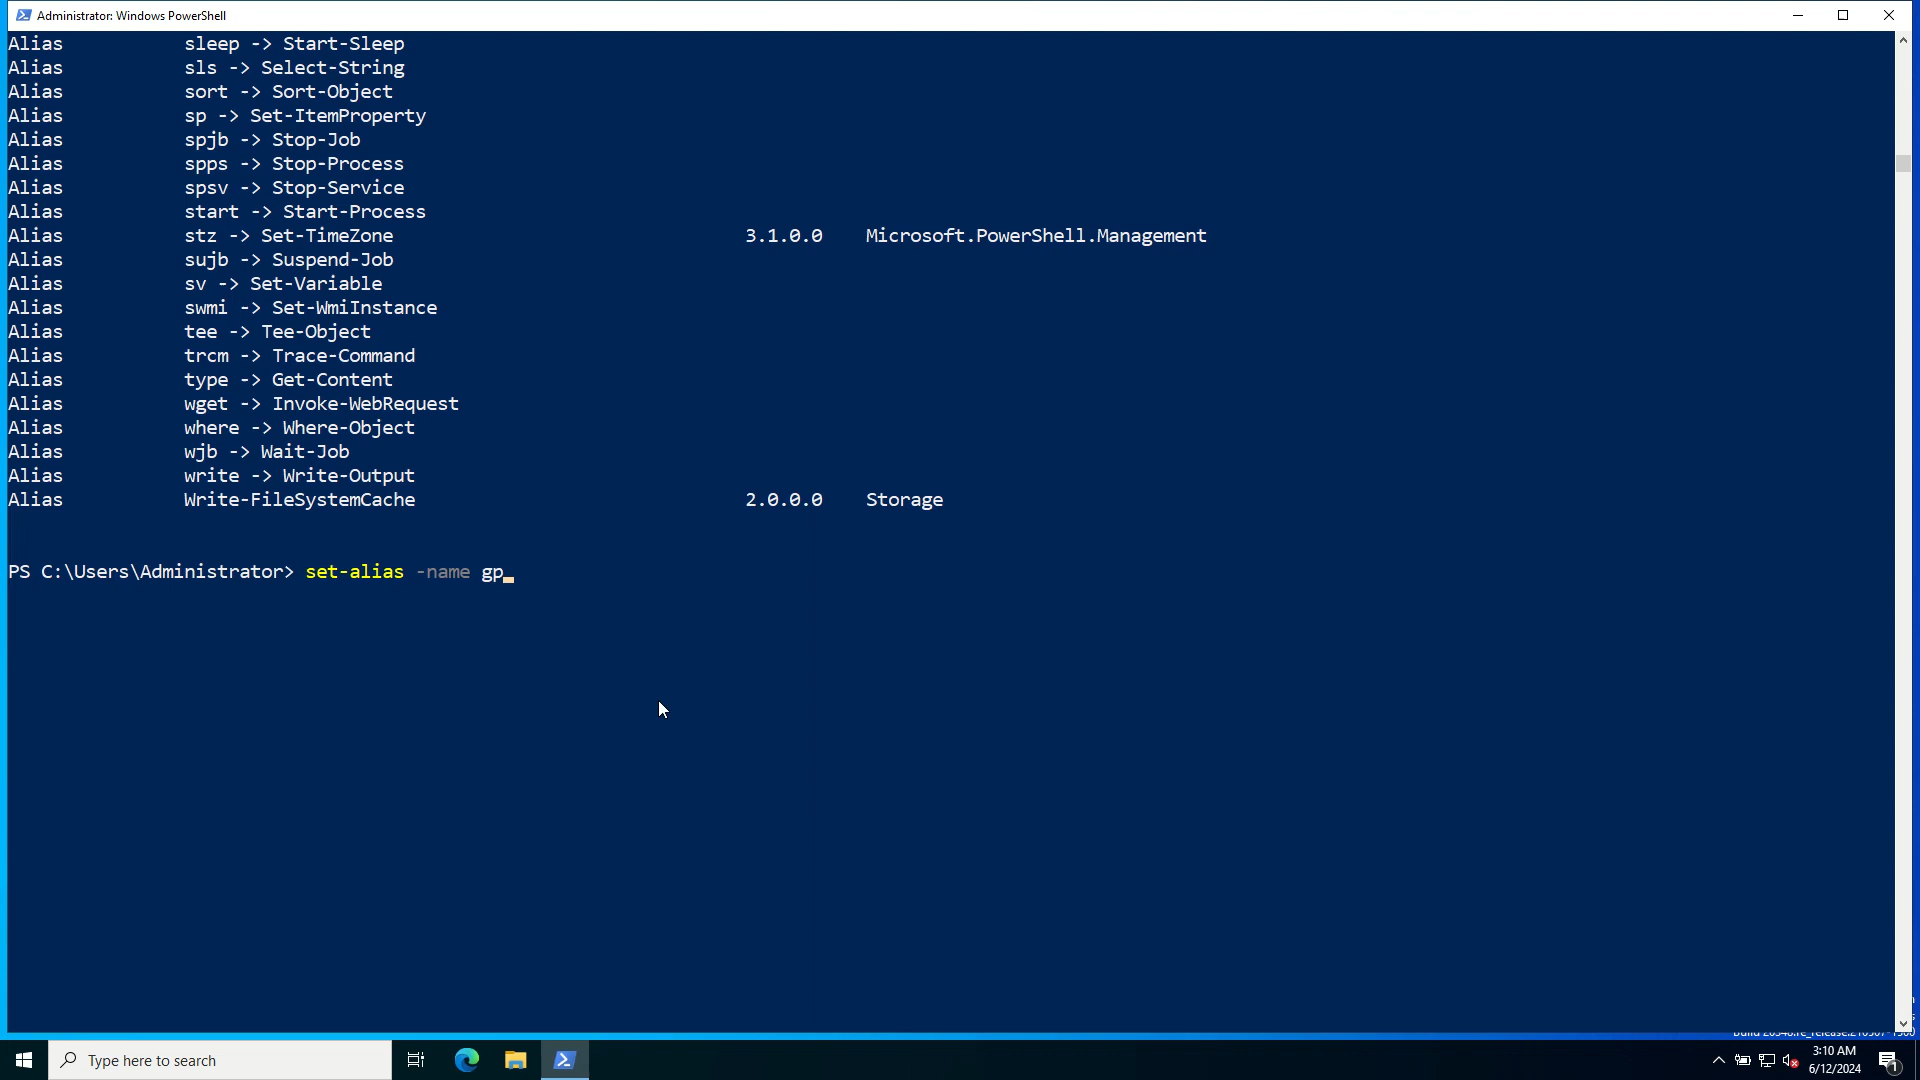 Administrator: Windows PowerShell
Alias sleep -> Start-Sleep
Alias sls -> Select-String
Alias sort -> Sort-Object
Alias sp -> Set-ItemProperty
Alias spjb -> Stop-Job
Alias spps -> Stop-Process
Alias spsv -> Stop-Service
Alias start -> Start-Process
Alias stz -> Set-TimeZone 3.1.0.0 Microsoft.PowerShell.Management
Alias sujb -> Suspend-Job
Alias sv -> Set-Variable
Alias swmi -> Set-WmiInstance
Alias tee -> Tee-Object
Alias trcm -> Trace-Command
Alias type -> Get-Content
Alias wget -> Invoke-WebRequest
Alias where -> Where-Object
Alias wjb -> Wait-Job
Alias write -> Write-Output
Alias Write-FileSystemCache 2.0.0.0 Storage
PS C:\Users\Administrator> set-alias -name gp_
Type here to search
3:10 AM
6/12/2024
1